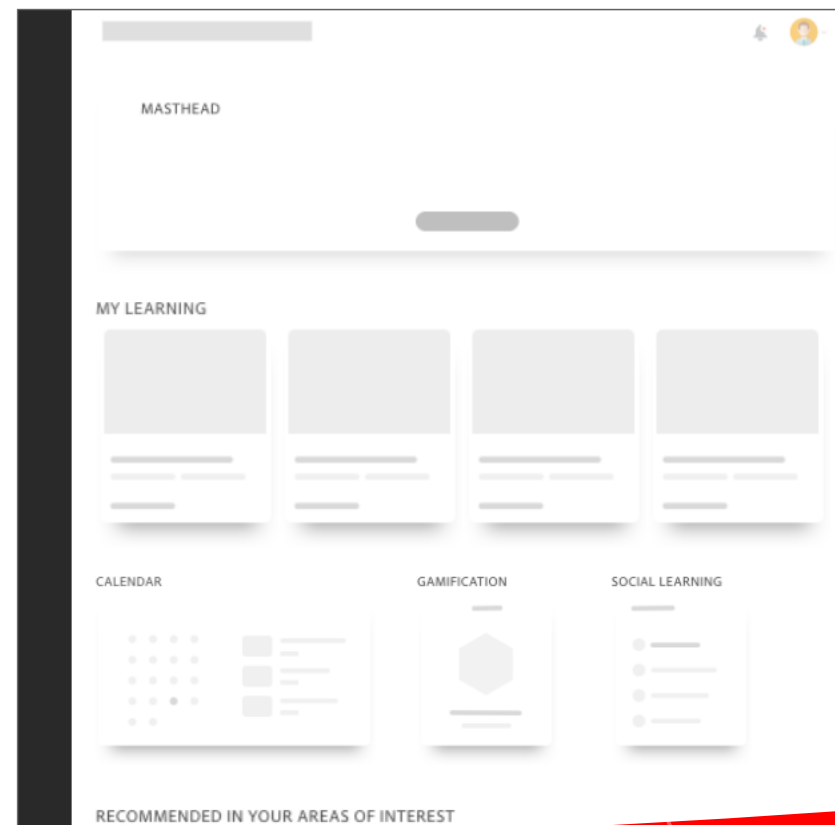 MASTHEAD
MY LEARNING
CALENDAR
GAMIFICATION
SOCIAL LEARNING
RECOMMENDED IN YOUR AREAS OF INTEREST